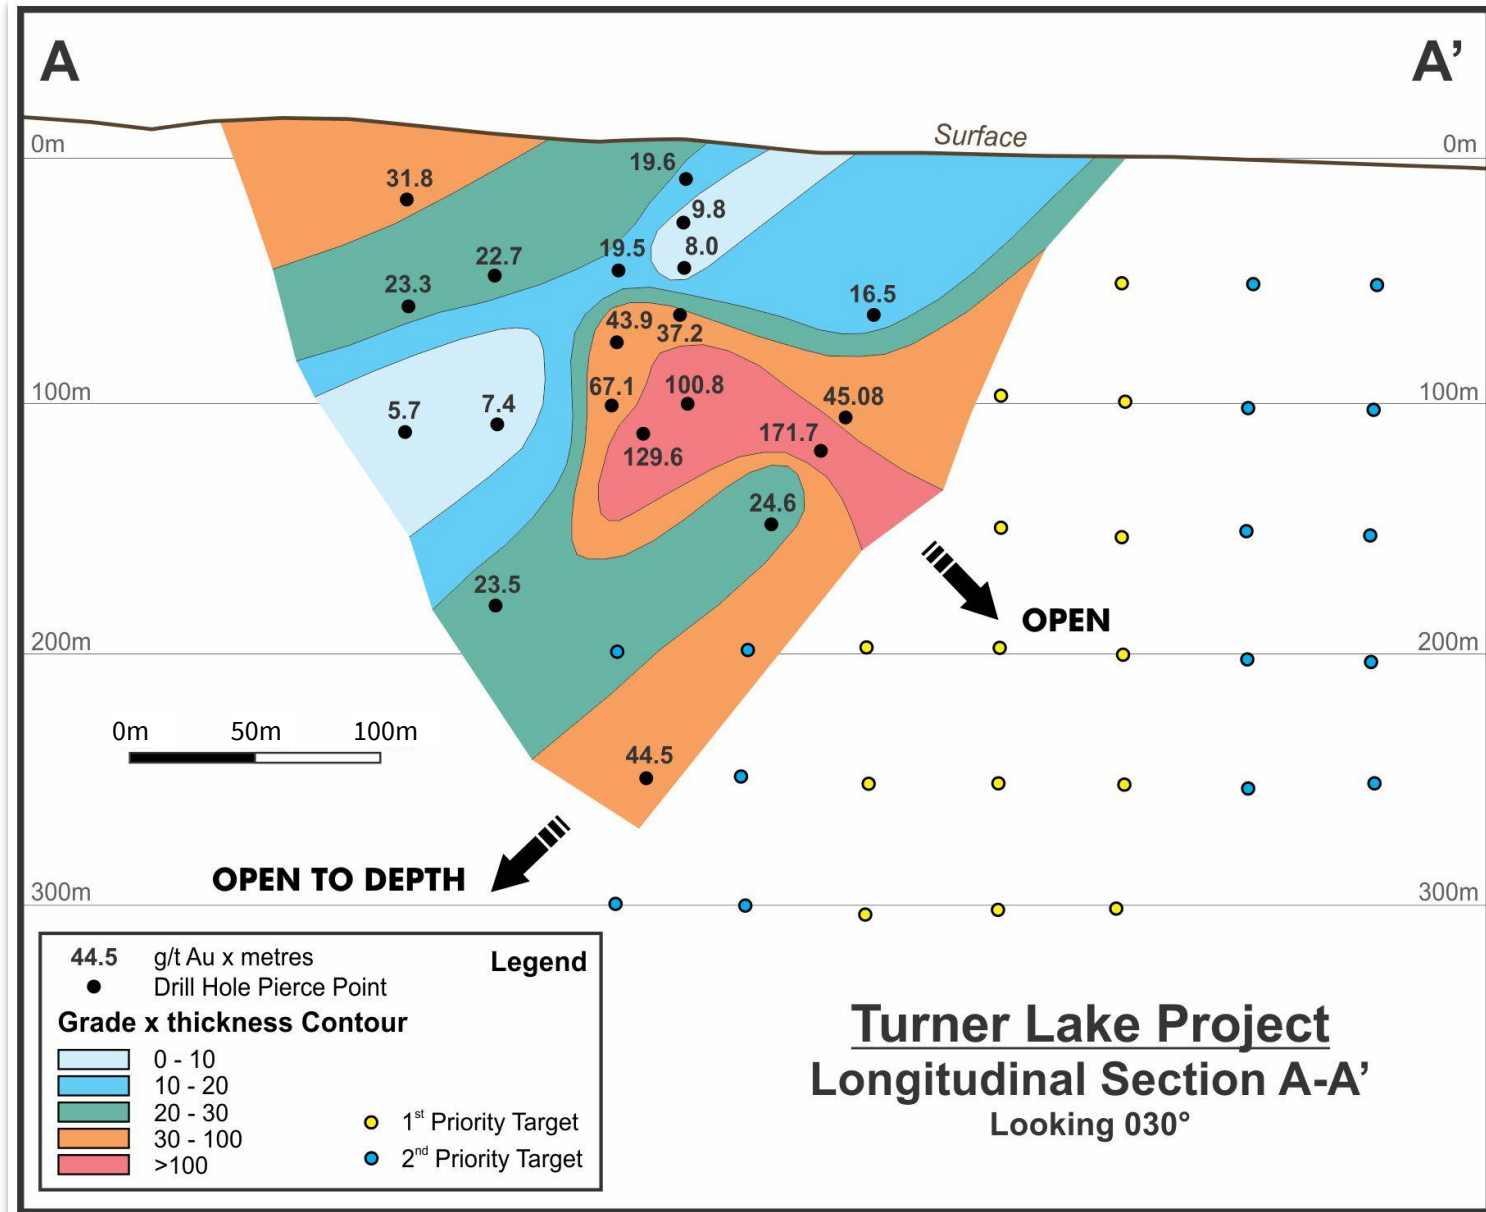 A
A’
Surface
0m
0m
19.6
31.8
9.8
19.5
8.0
22.7
23.3
16.5
43.9
37.2
100m
100m
67.1
100.8
45.08
5.7
7.4
171.7
129.6
24.6
23.5
OPEN
200m
200m
0m 50m 100m
44.5
OPEN TO DEPTH
300m
300m
44.5 g/t Au x metres
Legend
Drill Hole Pierce Point
Grade x thickness Contour
0 - 10
10 - 20
20 - 30
30 - 100
>100
1st Priority Target
2nd Priority Target
Turner Lake Project
Longitudinal Section A-A’
Looking 030°